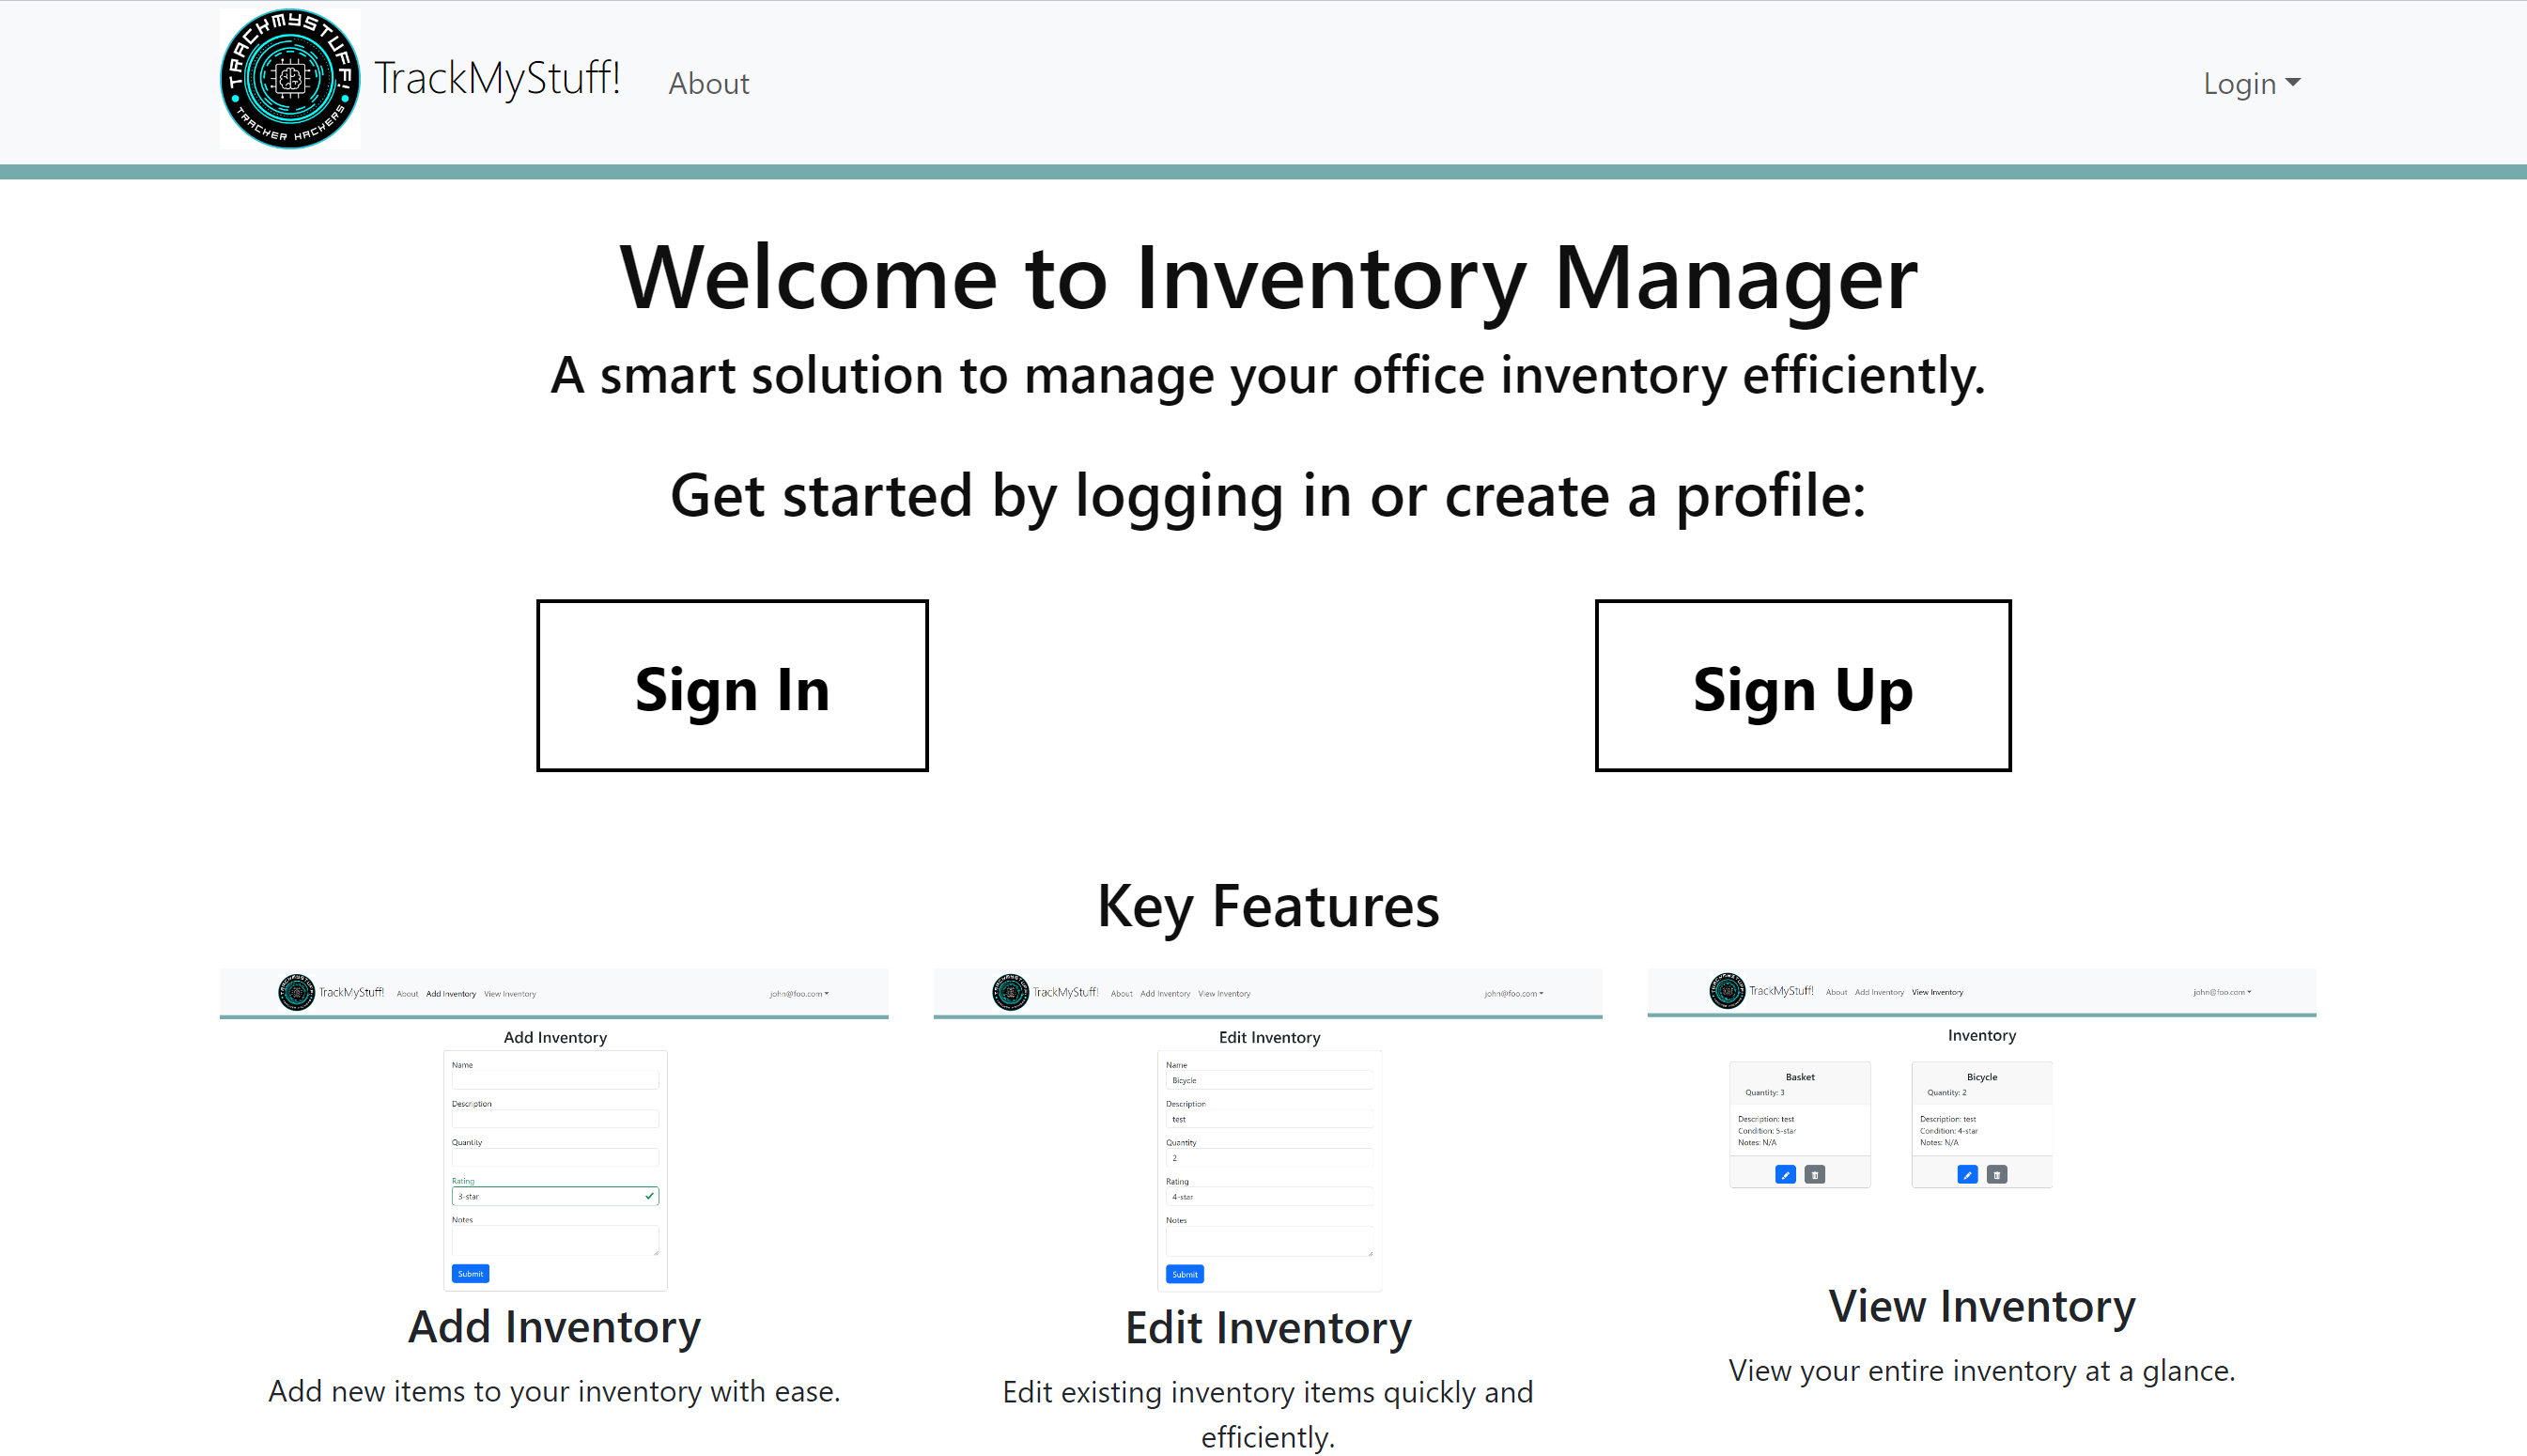 TRACKMYSTUFF!
TRACKER HACKERS
TrackMyStuff!
About
Login
Welcome to Inventory Manager
A smart solution to manage your office inventory efficiently.
Get started by logging in or create a profile:
Sign In
Sign Up
Key Features
TrackMyStuff! About Add Inventory View Inventory john@foo.com
Add Inventory
Name
Description
Quantity
Rating
3-star
Notes
Submit
Add Inventory
Add new items to your inventory with ease.
TrackMyStuff! About Add Inventory View Inventory john@foo.com
Edit Inventory
Name
Bicycle
Description
test
Quantity
2
Rating
4-star
Notes
Submit
Edit Inventory
Edit existing inventory items quickly and
efficiently.
TrackMyStuff! About Add Inventory View Inventory john@foo.com
Inventory
Basket
Quantity: 3
Description: test
Condition: 5-star
Notes: N/A
Bicycle
Quantity: 2
Description: test
Condition: 4-star
Notes: N/A
View Inventory
View your entire inventory at a glance.